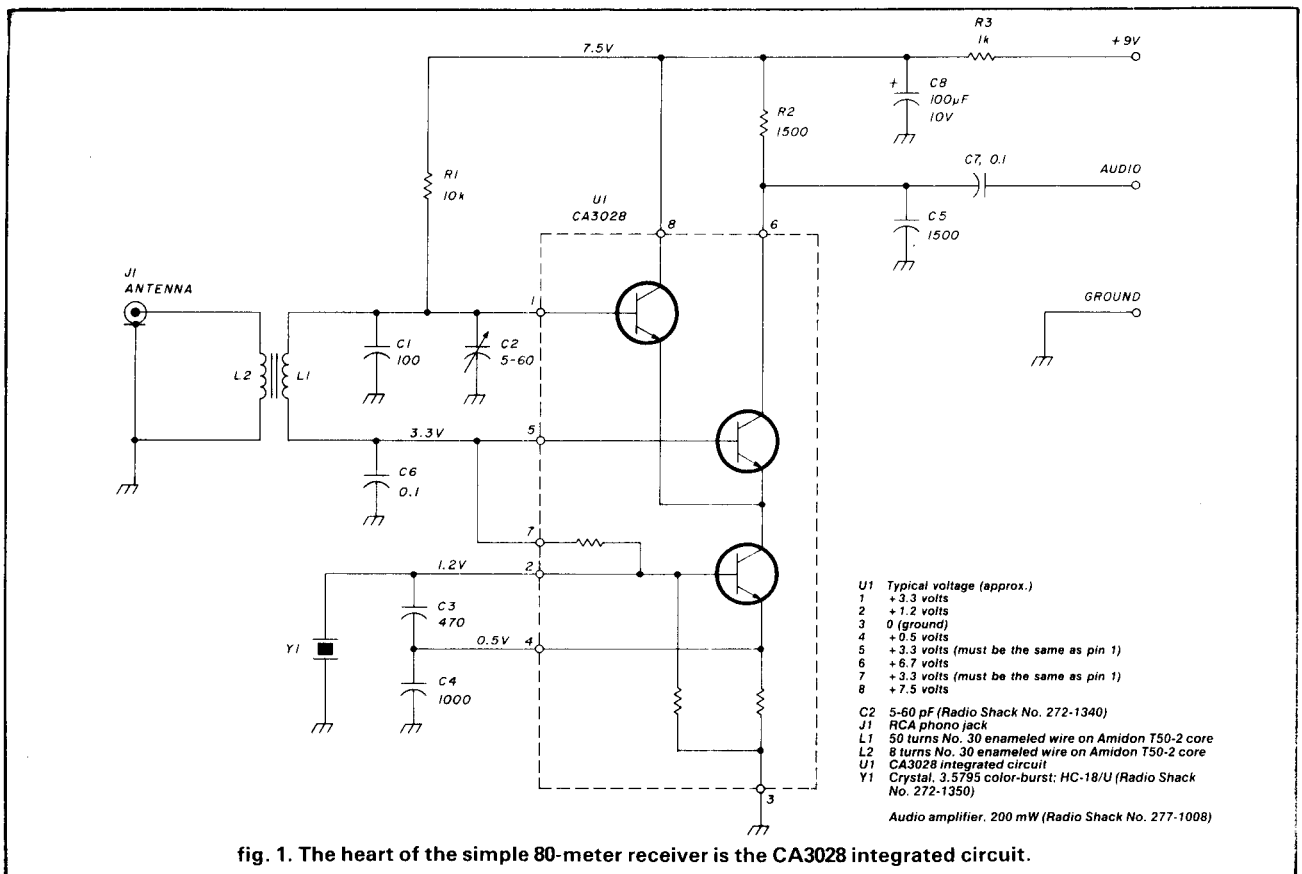 R3
1k
+9V
7.5V
+
C8
100µF
10V
R2
1500
C7, 0.1
AUDIO
R1
10k
U1
CA3028
8
6
C5
1500
J1
ANTENNA
GROUND
1
C1
100
C2
5-60
L2
L1
3.3V
5
C6
0.1
7
1.2V
2
C3
470
Y1
0.5V
4
C4
1000
3
U1 Typical voltage (approx.)
1 +3.3 volts
2 +1.2 volts
3 0 (ground)
4 +0.5 volts
5 +3.3 volts (must be the same as pin 1)
6 +6.7 volts
7 +3.3 volts (must be the same as pin 1)
8 +7.5 volts
C2 5-60 pF (Radio Shack No. 272-1340)
J1 RCA phono jack
L1 50 turns No. 30 enameled wire on Amidon T50-2 core
L2 8 turns No. 30 enameled wire on Amidon T50-2 core
U1 CA3028 integrated circuit
Y1 Crystal, 3.5795 color-burst; HC-18/U (Radio Shack
No. 272-1350)
Audio amplifier, 200 mW (Radio Shack No. 277-1008)
fig. 1. The heart of the simple 80-meter receiver is the CA3028 integrated circuit.